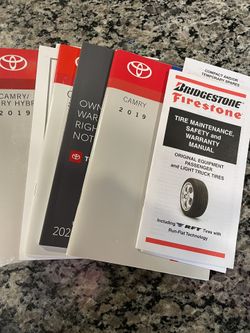 CAMRY/
RY HYBR
2019
OWN
WAR
RIGH
NOT
202
CAMRY
2019
COMPACT AND/OR
TEMPORARY SPARES
BRIDGESTONE
Firestone
TIRE MAINTENANCE,
SAFETY and
WARRANTY
MANUAL
ORIGINAL EQUIPMENT
PASSENGER
and LIGHT TRUCK TIRES
Including RFT Tires with
Run-Flat Technology